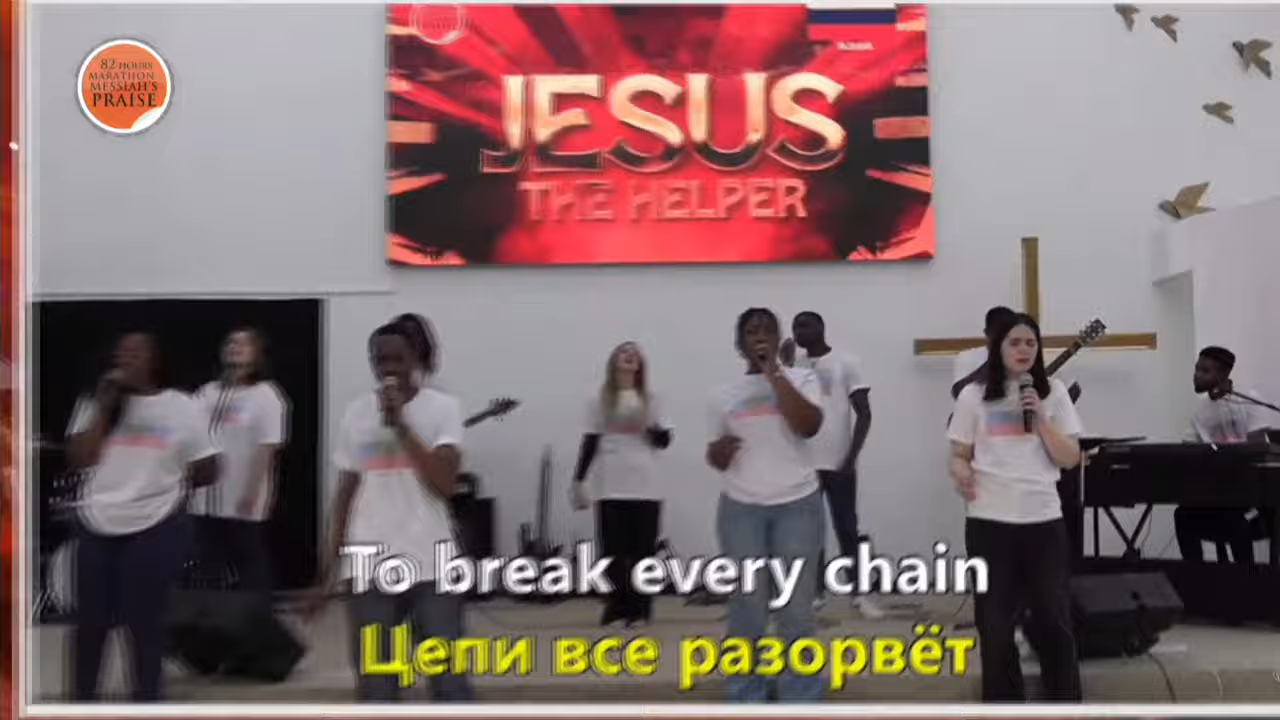 82 HOURS
MARATHON
MESSIAH'S
PRAISE
JESUS
THE HELPER
To break every chain
Цепи все разорвёт